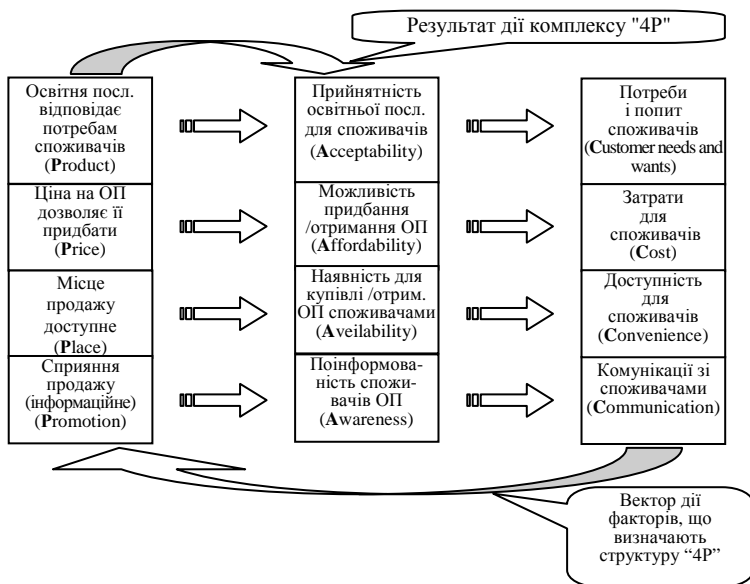 Результат дії комплексу "4Р"
Освітня посл.
відповідає
потребам
споживачів
(Product)
Прийнятність
освітньої посл.
для споживачів
(Acceptability)
Потреби
і попит
споживачів
(Customer needs and
wants)
Ціна на ОП
дозволяє її
придбати
(Price)
Можливість
придбання
/отримання ОП
(Affordability)
Затрати
для
споживачів
(Cost)
Місце
продажу
доступне
(Place)
Наявність для
купівлі /отрим.
ОП споживачами
(Aveilability)
Доступність
для
споживачів
(Convenience)
Сприяння
продажу
(інформаційне)
(Promotion)
Поінформова-
ність спожи-
вачів ОП
(Awareness)
Комунікації зі
споживачами
(Communication)
Вектор дії
факторів, що
визначають
структуру “4Р”